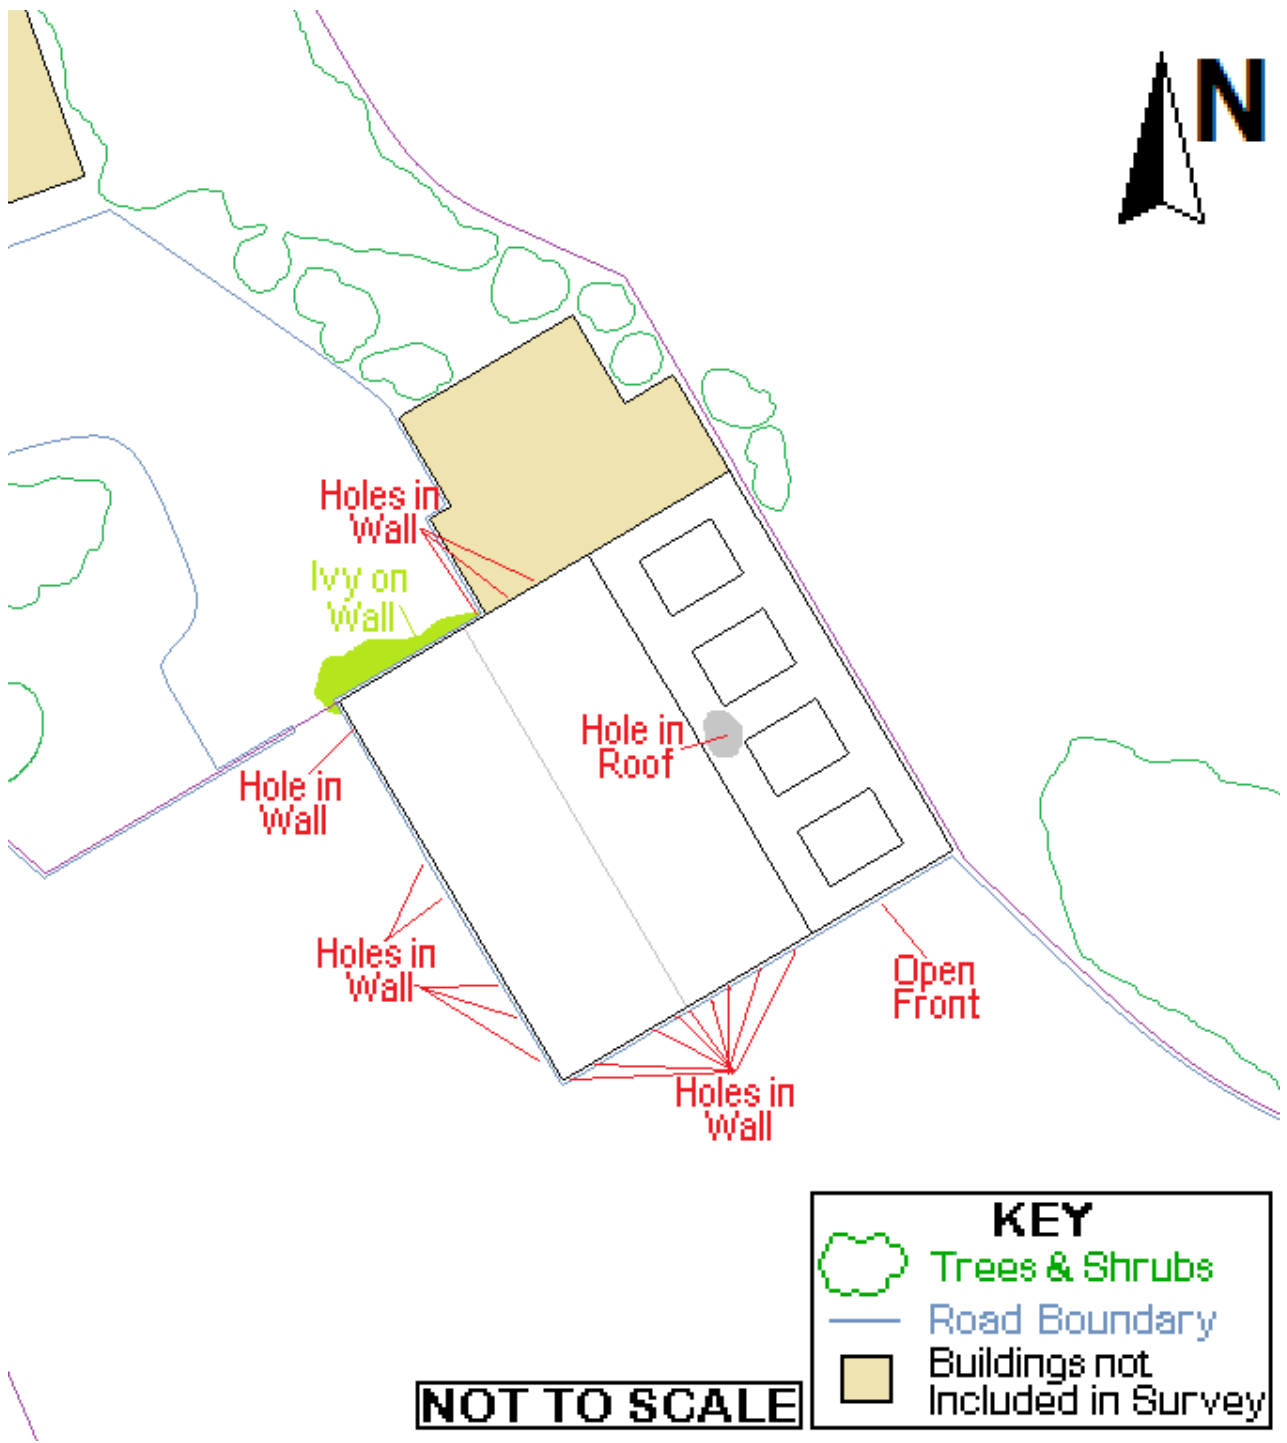 N
Holes in
Wall
Ivy on
Wall
Hole in
Roof
Hole in
Wall
Holes in
Wall
Open
Front
Holes in
Wall
KEY
Trees & Shrubs
Road Boundary
Buildings not
Included in Survey
NOT TO SCALE